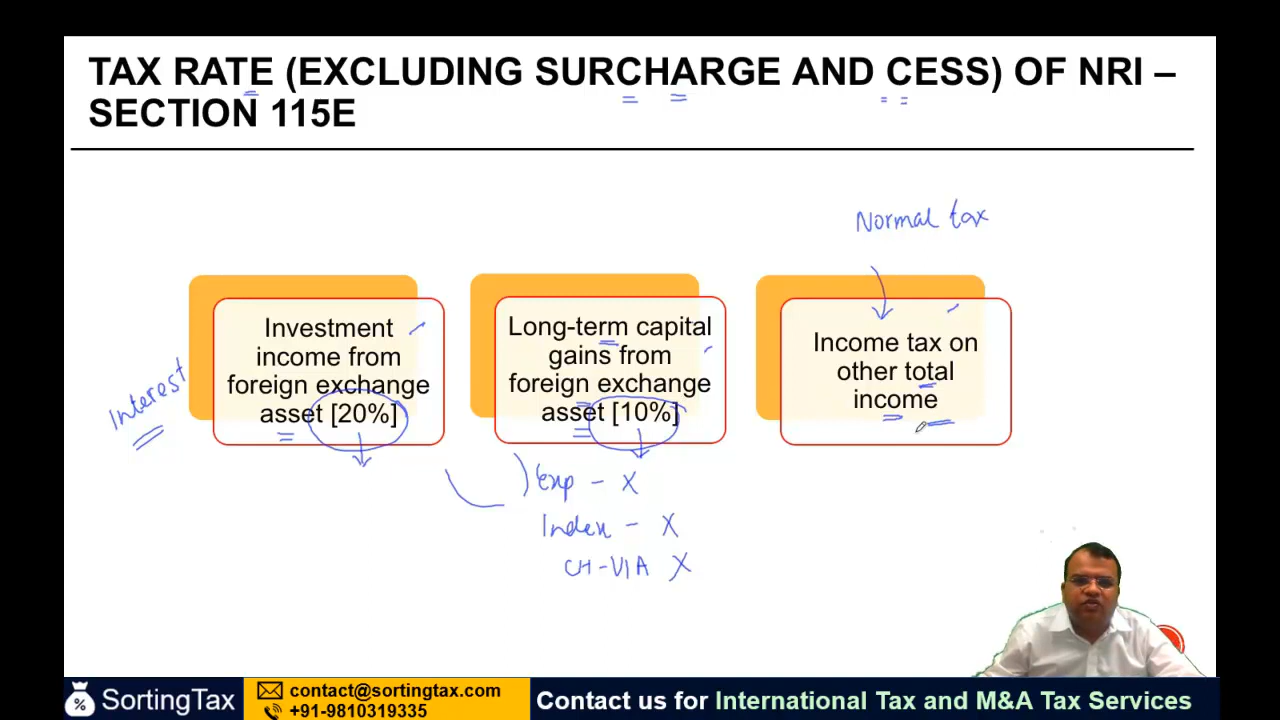 TAX RATE (EXCLUDING SURCHARGE AND CESS) OF NRI –
SECTION 115E
Normal tax
Investment
income from
foreign exchange
asset [20%]
Interest
Long-term capital
gains from
foreign exchange
asset [10%]
Income tax on
other total
income
Exp - X
Index - X
CH-VIA X
SortingTax
contact@sortingtax.com
+91-9810319335
Contact us for International Tax and M&A Tax Services